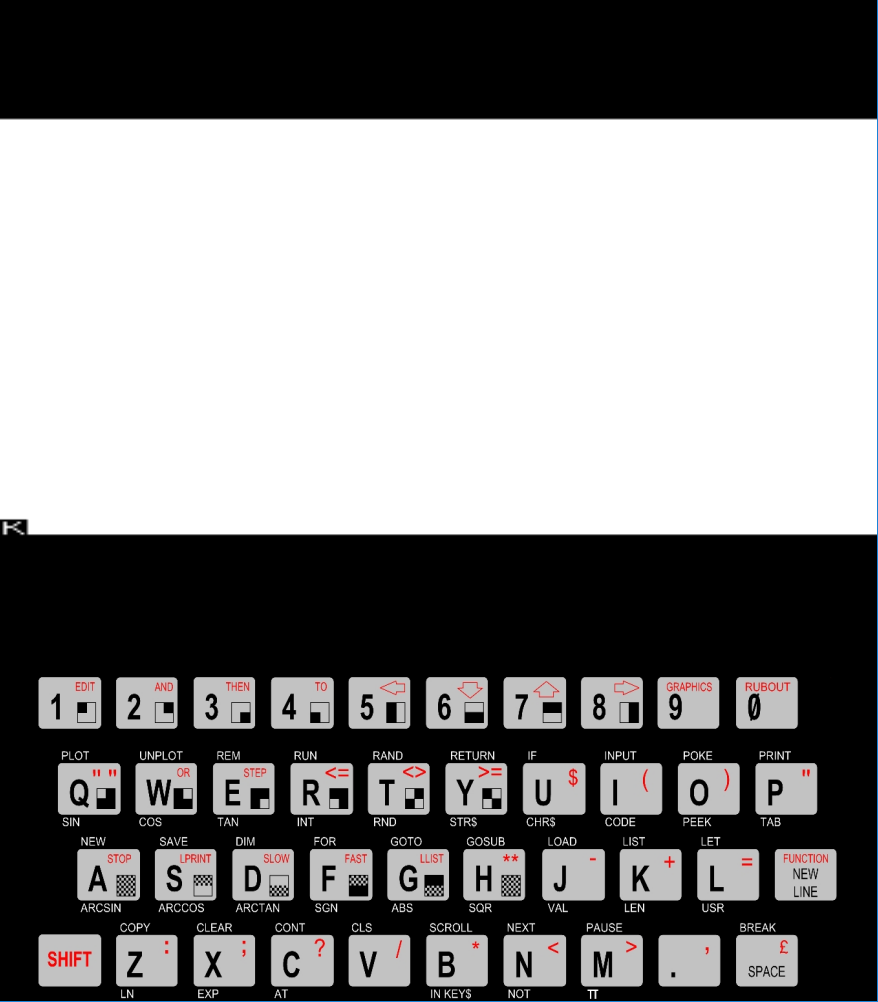 K
EDIT AND THEN TO GRAPHICS RUBOUT
1 2 3 4 5 6 7 8 9 0
PLOT UNPLOT REM RUN RAND RETURN IF INPUT POKE PRINT
" " OR STEP <= <> >= $ ( ) "
Q W E R T Y U I O P
SIN COS TAN INT RND STR$ CHR$ CODE PEEK TAB
NEW SAVE DIM FOR GOTO GOSUB LOAD LIST LET
STOP LPRINT SLOW FAST LLIST ** - + = FUNCTION
A S D F G H J K L NEW
LINE
ARCSIN ARCCOS ARCTAN SGN ABS SQR VAL LEN USR
COPY CLEAR CONT CLS SCROLL NEXT PAUSE BREAK
: ; ? / * < > , £
SHIFT Z X C V B N M . SPACE
LN EXP AT IN KEY$ NOT π